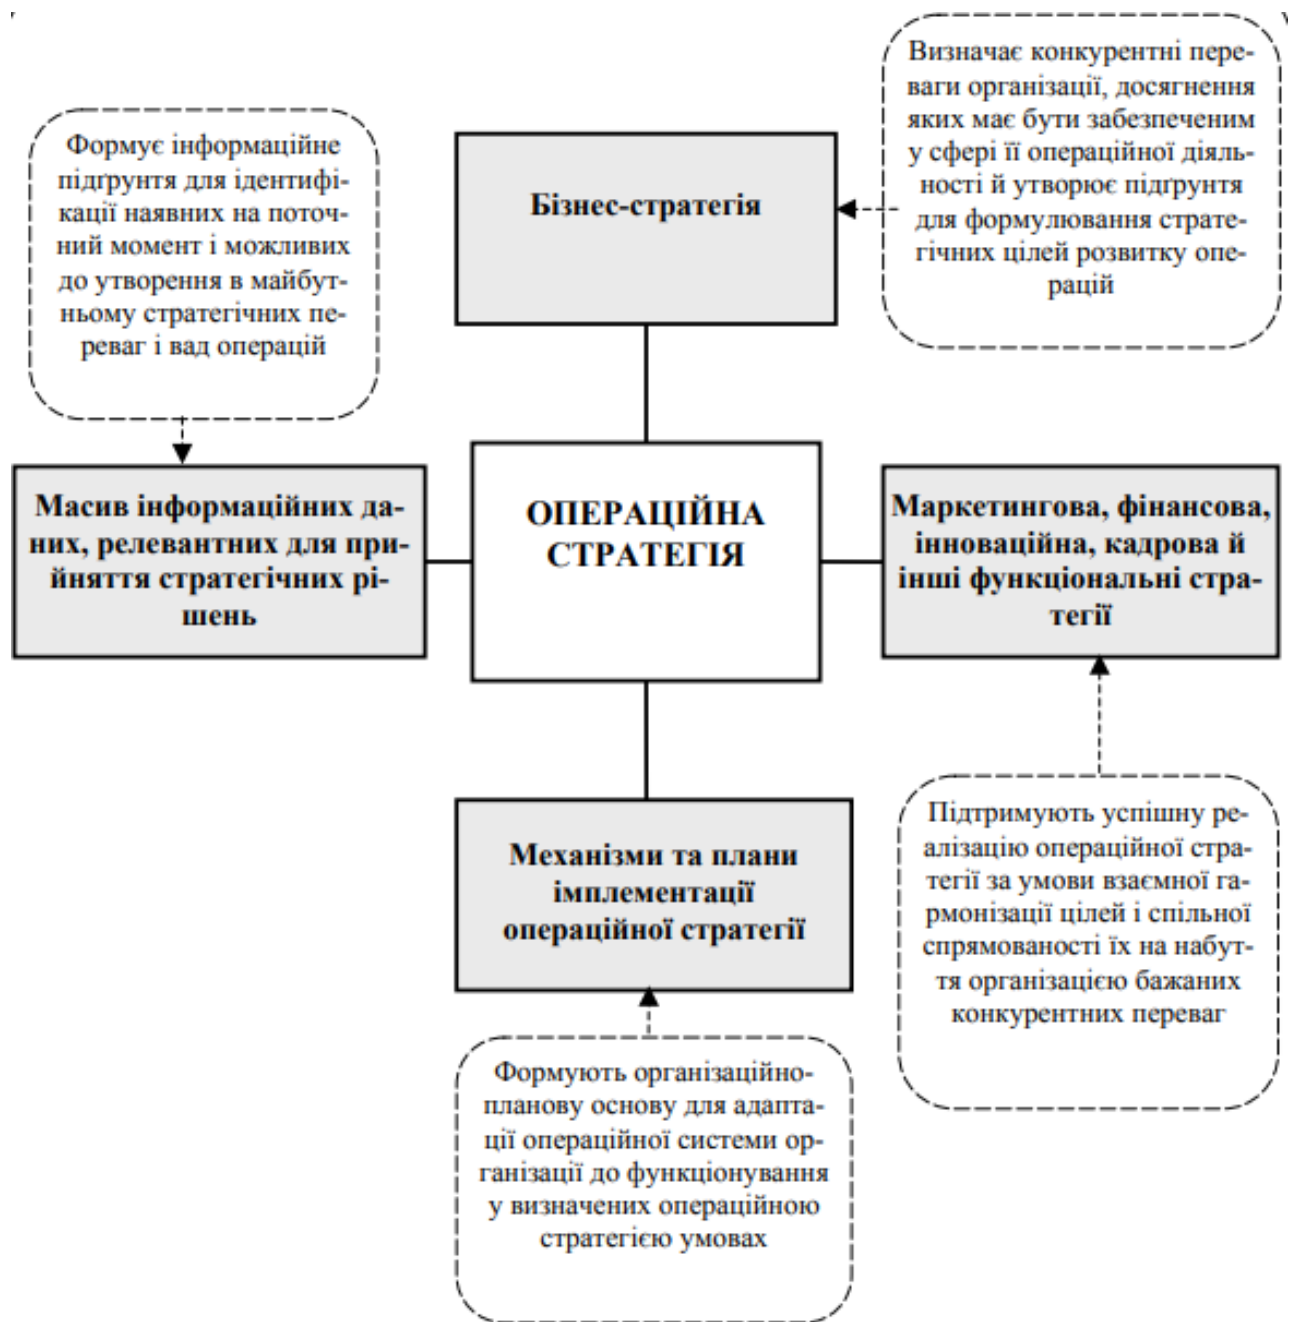 Визначає конкурентні пере-
ваги організації, досягнення
яких має бути забезпеченим
у сфері її операційної діяль-
ності й утворює підґрунтя
для формулювання страте-
гічних цілей розвитку опе-
рацій
Формує інформаційне
підґрунтя для ідентифі-
кації наявних на поточ-
ний момент і можливих
до утворення в майбут-
ньому стратегічних пе-
реваг і вад операцій
Бізнес-стратегія
Масив інформаційних да-
них, релевантних для при-
йняття стратегічних рі-
шень
ОПЕРАЦІЙНА
СТРАТЕГІЯ
Маркетингова, фінансова,
інноваційна, кадрова й
інші функціональні стра-
тегії
Механізми та плани
імплементації
операційної стратегії
Підтримують успішну ре-
алізацію операційної стра-
тегії за умови взаємної га-
рмонізації цілей і спільної
спрямованості їх на набут-
тя організацією бажаних
конкурентних переваг
Формують організаційно-
планову основу для адапта-
ції операційної системи ор-
ганізації до функціонування
у визначених операційною
стратегією умовах